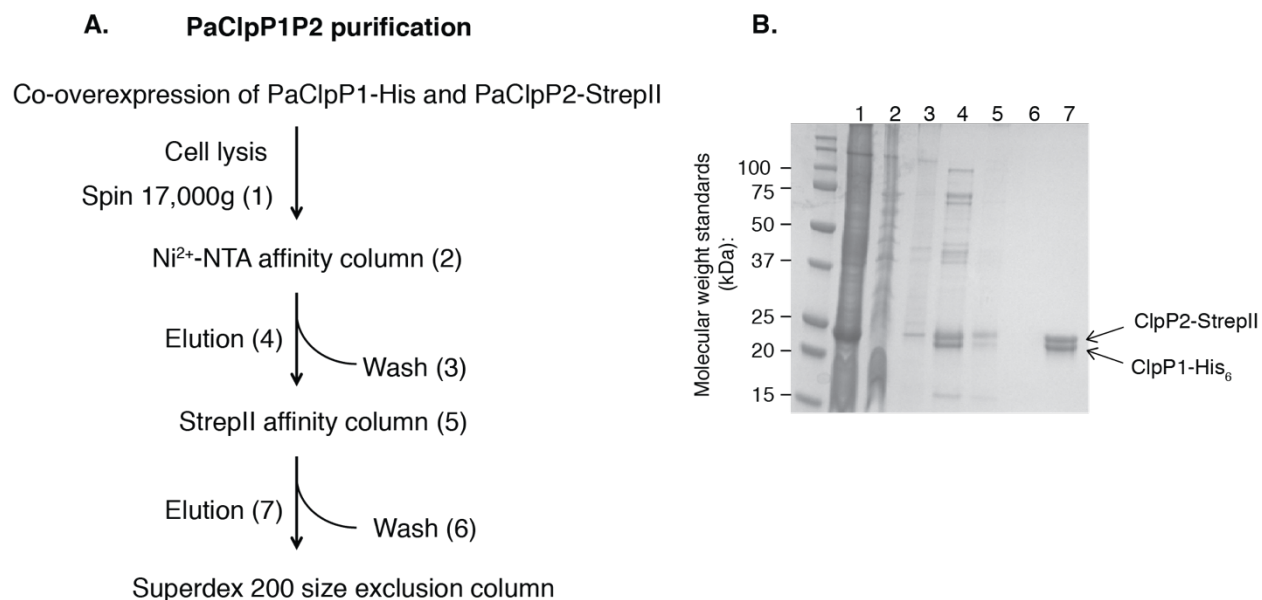 A.
PaClpP1P2 purification
Co-overexpression of PaClpP1-His and PaClpP2-StrepII
Cell lysis
Spin 17,000g (1)
Ni²⁺-NTA affinity column (2)
Elution (4)
Wash (3)
StrepII affinity column (5)
Elution (7)
Wash (6)
Superdex 200 size exclusion column
B.
1 2 3 4 5 6 7
Molecular weight standards
(kDa):
100
75
50
37
25
20
15
ClpP2-StrepII
ClpP1-His₆